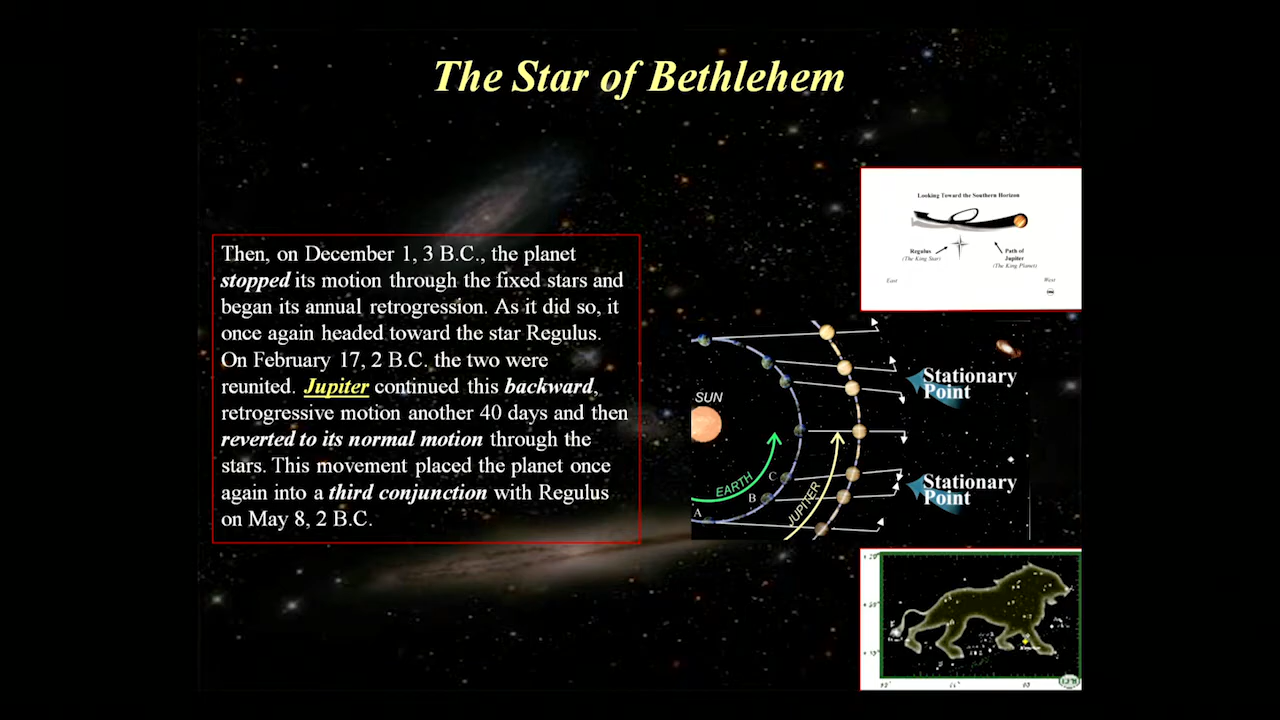 The Star of Bethlehem
Then, on December 1, 3 B.C., the planet
stopped its motion through the fixed stars and
began its annual retrogression. As it did so, it
once again headed toward the star Regulus.
On February 17, 2 B.C. the two were
reunited. Jupiter continued this backward,
retrogressive motion another 40 days and then
reverted to its normal motion through the
stars. This movement placed the planet once
again into a third conjunction with Regulus
on May 8, 2 B.C.
Looking Toward the Southern Horizon
Regulus
(The King Star)
Path of
Jupiter
(The King Planet)
East
West
SUN
EARTH
JUPITER
A
B
C
Stationary
Point
Stationary
Point